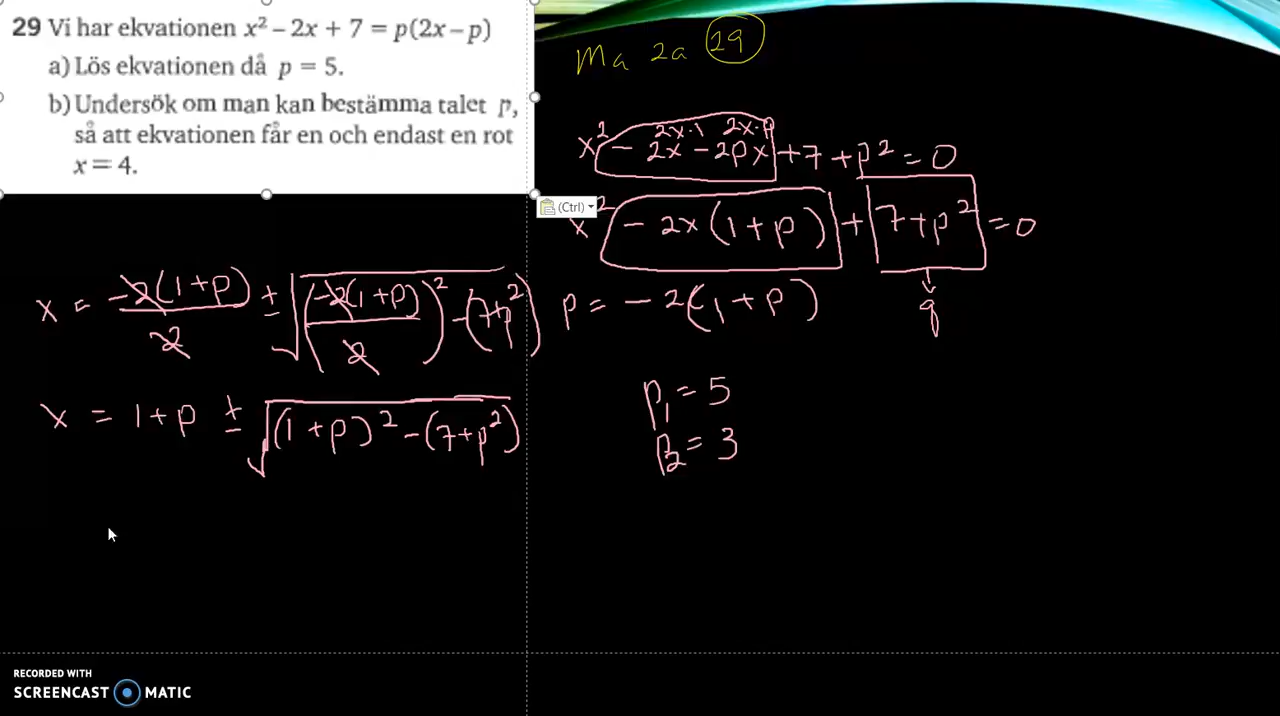 29 Vi har ekvationen x² – 2x + 7 = p(2x – p)
a) Lös ekvationen då p = 5.
b) Undersök om man kan bestämma talet p,
så att ekvationen får en och endast en rot
x = 4.
Ma 2a 29
2x·1 2x·p
x² - 2x - 2px + 7 + p² = 0
(Ctrl)
x² - 2x(1+p) + 7+p² = 0
q
p = -2(1+p)
x = -2(1+p)/2 ± √((-2(1+p)/2)² - (7+p²))
x = 1+p ± √((1+p)² - (7+p²))
p₁ = 5
p₂ = 3
RECORDED WITH
SCREENCAST MATIC